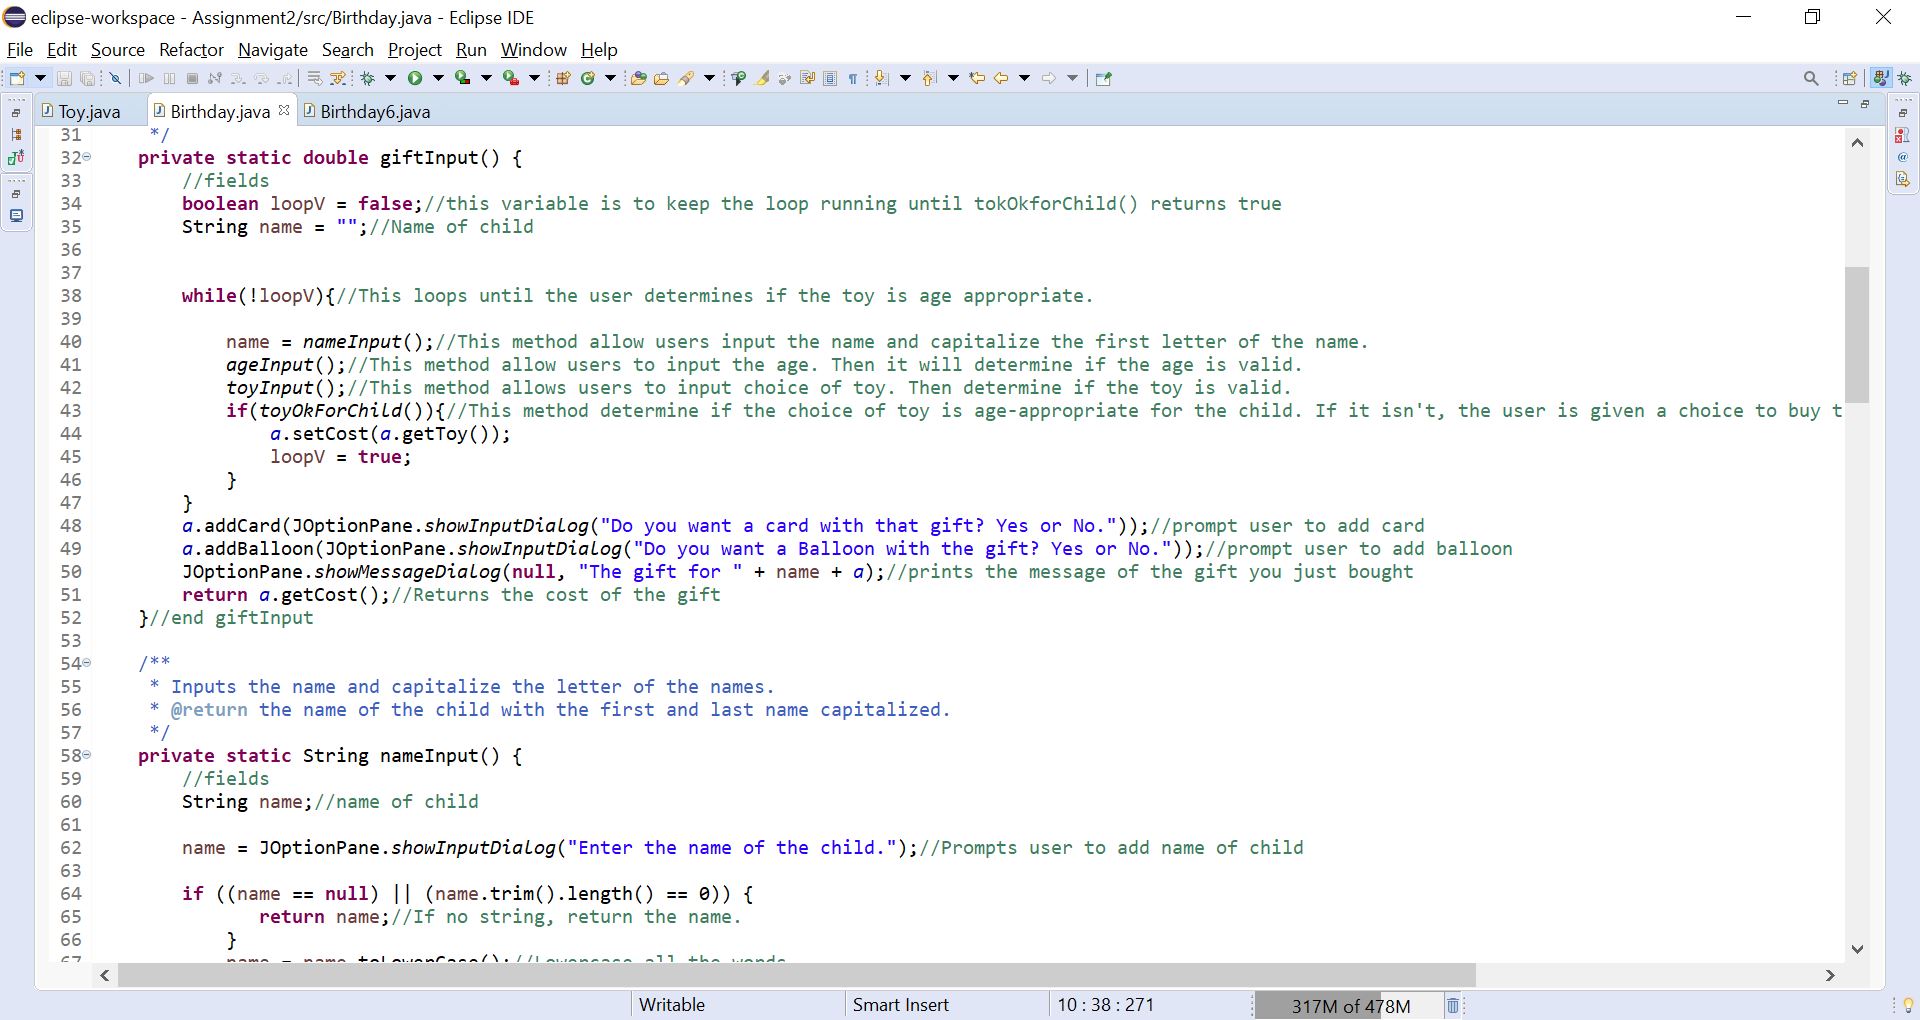 eclipse-workspace - Assignment2/src/Birthday.java - Eclipse IDE
File Edit Source Refactor Navigate Search Project Run Window Help
Toy.java Birthday.java Birthday6.java
31 */
32 private static double giftInput() {
33 //fields
34 boolean loopV = false;//this variable is to keep the loop running until tokOkforChild() returns true
35 String name = "";//Name of child
36
37
38 while(!loopV){//This loops until the user determines if the toy is age appropriate.
39
40 name = nameInput();//This method allow users input the name and capitalize the first letter of the name.
41 ageInput();//This method allow users to input the age. Then it will determine if the age is valid.
42 toyInput();//This method allows users to input choice of toy. Then determine if the toy is valid.
43 if(toyOkForChild()){//This method determine if the choice of toy is age-appropriate for the child. If it isn't, the user is given a choice to buy t
44 a.setCost(a.getToy());
45 loopV = true;
46 }
47 }
48 a.addCard(JOptionPane.showInputDialog("Do you want a card with that gift? Yes or No."));//prompt user to add card
49 a.addBalloon(JOptionPane.showInputDialog("Do you want a Balloon with the gift? Yes or No."));//prompt user to add balloon
50 JOptionPane.showMessageDialog(null, "The gift for " + name + a);//prints the message of the gift you just bought
51 return a.getCost();//Returns the cost of the gift
52 }//end giftInput
53
54 /**
55 * Inputs the name and capitalize the letter of the names.
56 * @return the name of the child with the first and last name capitalized.
57 */
58 private static String nameInput() {
59 //fields
60 String name;//name of child
61
62 name = JOptionPane.showInputDialog("Enter the name of the child.");//Prompts user to add name of child
63
64 if ((name == null) || (name.trim().length() == 0)) {
65 return name;//If no string, return the name.
66 }
67 name = name.toLowerCase();//Lowercase all the words
Writable Smart Insert 10 : 38 : 271 317M of 478M